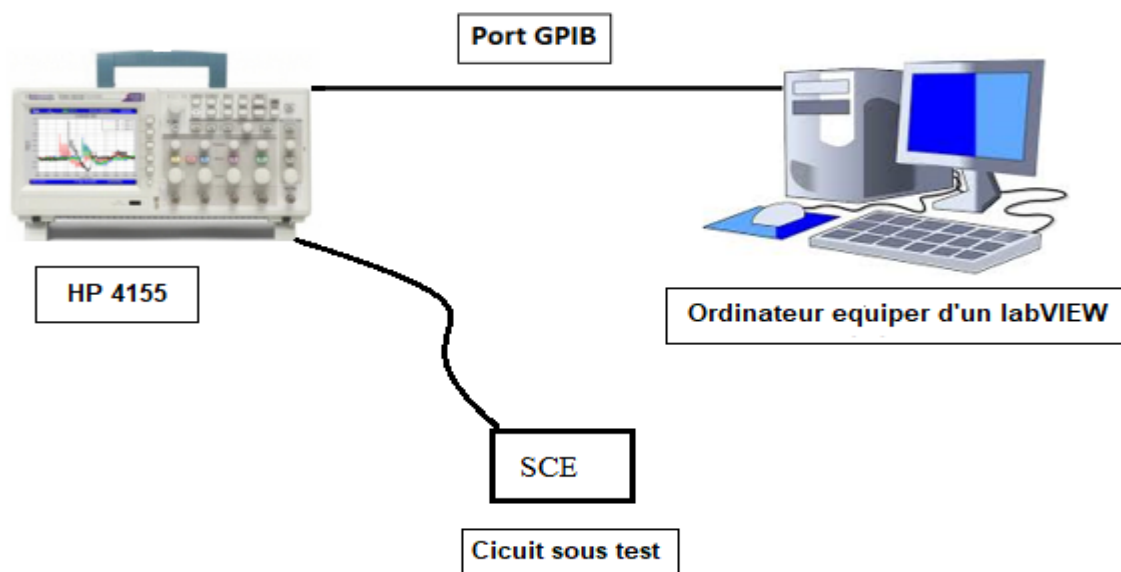 Port GPIB
HP 4155
Ordinateur equiper d'un labVIEW
SCE
Cicuit sous test